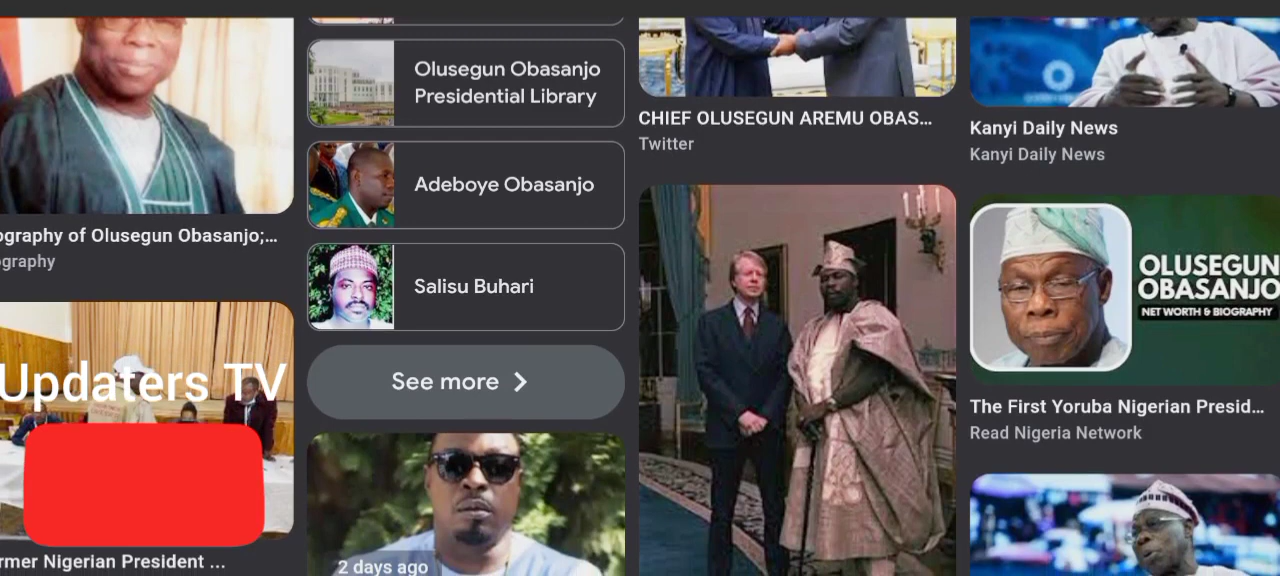 ography of Olusegun Obasanjo;...
ography
Updaters TV
rmer Nigerian President ...
Olusegun Obasanjo
Presidential Library
Adeboye Obasanjo
Salisu Buhari
See more
2 days ago
CHIEF OLUSEGUN AREMU OBAS...
Twitter
Kanyi Daily News
Kanyi Daily News
OLUSEGUN
OBASANJO
NET WORTH & BIOGRAPHY
The First Yoruba Nigerian Presid...
Read Nigeria Network